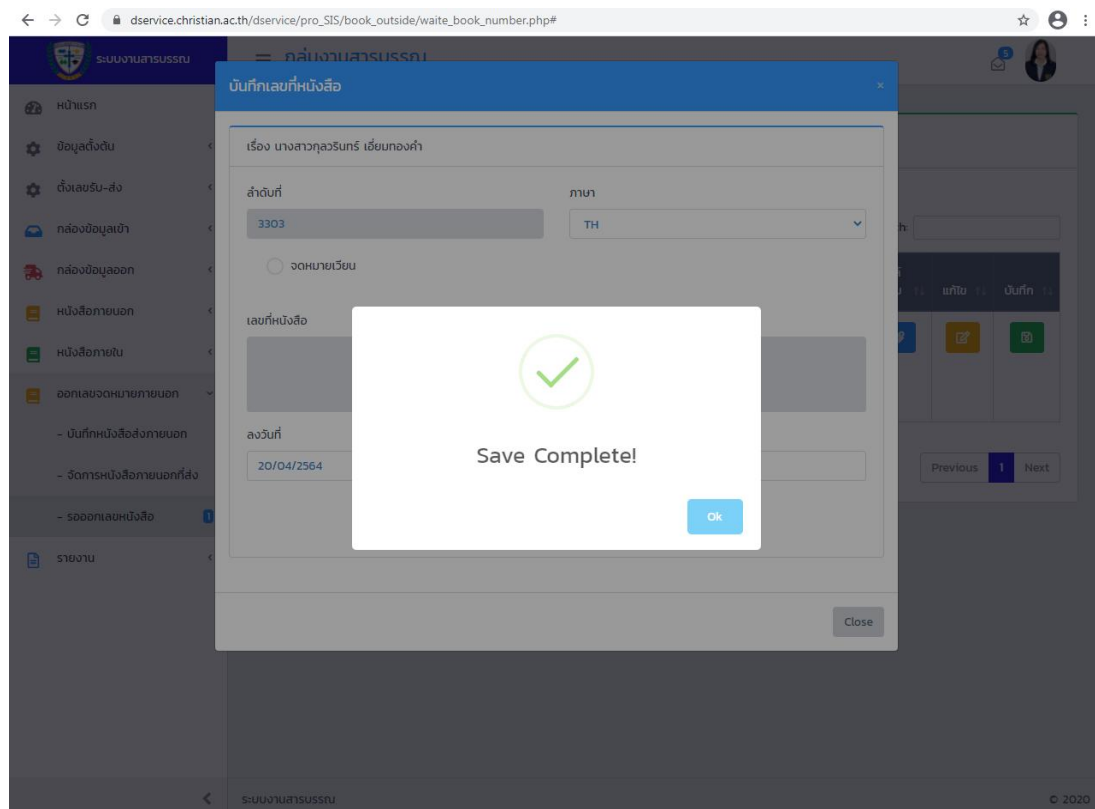 dservice.christian.ac.th/dservice/pro_SIS/book_outside/waite_book_number.php#
ระบบงานสารบรรณ
กลุ่มงานสารบรรณ
5
บันทึกเลขที่หนังสือ
×
หน้าแรก
ข้อมูลตั้งต้น
ตั้งเลขรับ-ส่ง
กล่องข้อมูลเข้า
กล่องข้อมูลออก
หนังสือภายนอก
หนังสือภายใน
ออกเลขจดหมายภายนอก
- บันทึกหนังสือส่งภายนอก
- จัดการหนังสือภายนอกที่ส่ง
- รอออกเลขหนังสือ
รายงาน
เรื่อง นางสาวกุลวรินทร์ เอี่ยมทองคำ
ลำดับที่
ภาษา
3303
TH
จดหมายเวียน
เลขที่หนังสือ
ลงวันที่
20/04/2564
Save Complete!
Ok
Close
แก้ไข
บันทึก
Previous 1 Next
ระบบงานสารบรรณ
© 2020